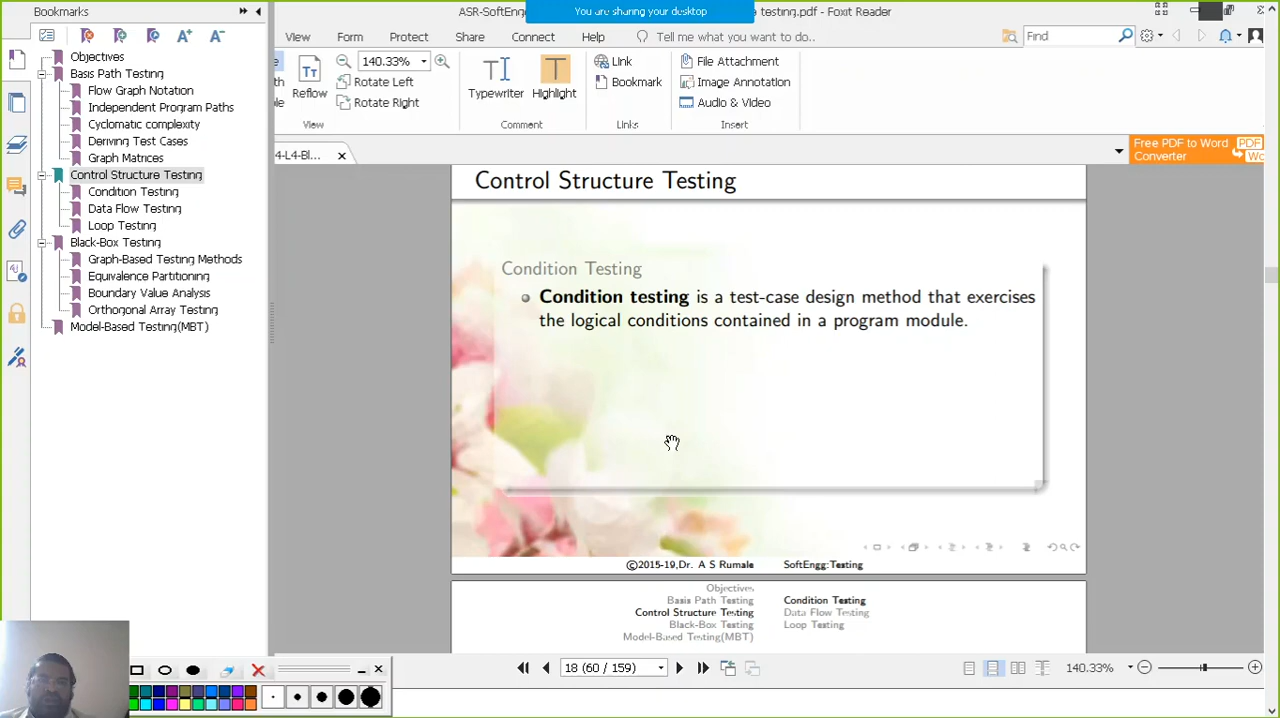 Bookmarks
ASR-SoftEngg
You are sharing your desktop
testing.pdf - Foxit Reader
View Form Protect Share Connect Help Tell me what you want to do.. Find
140.33%
Reflow
Rotate Left
Rotate Right
View
Typewriter
Highlight
Comment
Link
Bookmark
Links
File Attachment
Image Annotation
Audio & Video
Insert
4-L4-Bl...
Free PDF to Word
Converter
PDF
Objectives
Basis Path Testing
Flow Graph Notation
Independent Program Paths
Cyclomatic complexity
Deriving Test Cases
Graph Matrices
Control Structure Testing
Condition Testing
Data Flow Testing
Loop Testing
Black-Box Testing
Graph-Based Testing Methods
Equivalence Partitioning
Boundary Value Analysis
Orthogonal Array Testing
Model-Based Testing(MBT)
Control Structure Testing
Condition Testing
Condition testing is a test-case design method that exercises
the logical conditions contained in a program module.
©2015-19,Dr. A S Rumale SoftEngg:Testing
Objectives
Basis Path Testing Condition Testing
Control Structure Testing Data Flow Testing
Black-Box Testing Loop Testing
Model-Based Testing(MBT)
18 (60 / 159)
140.33%